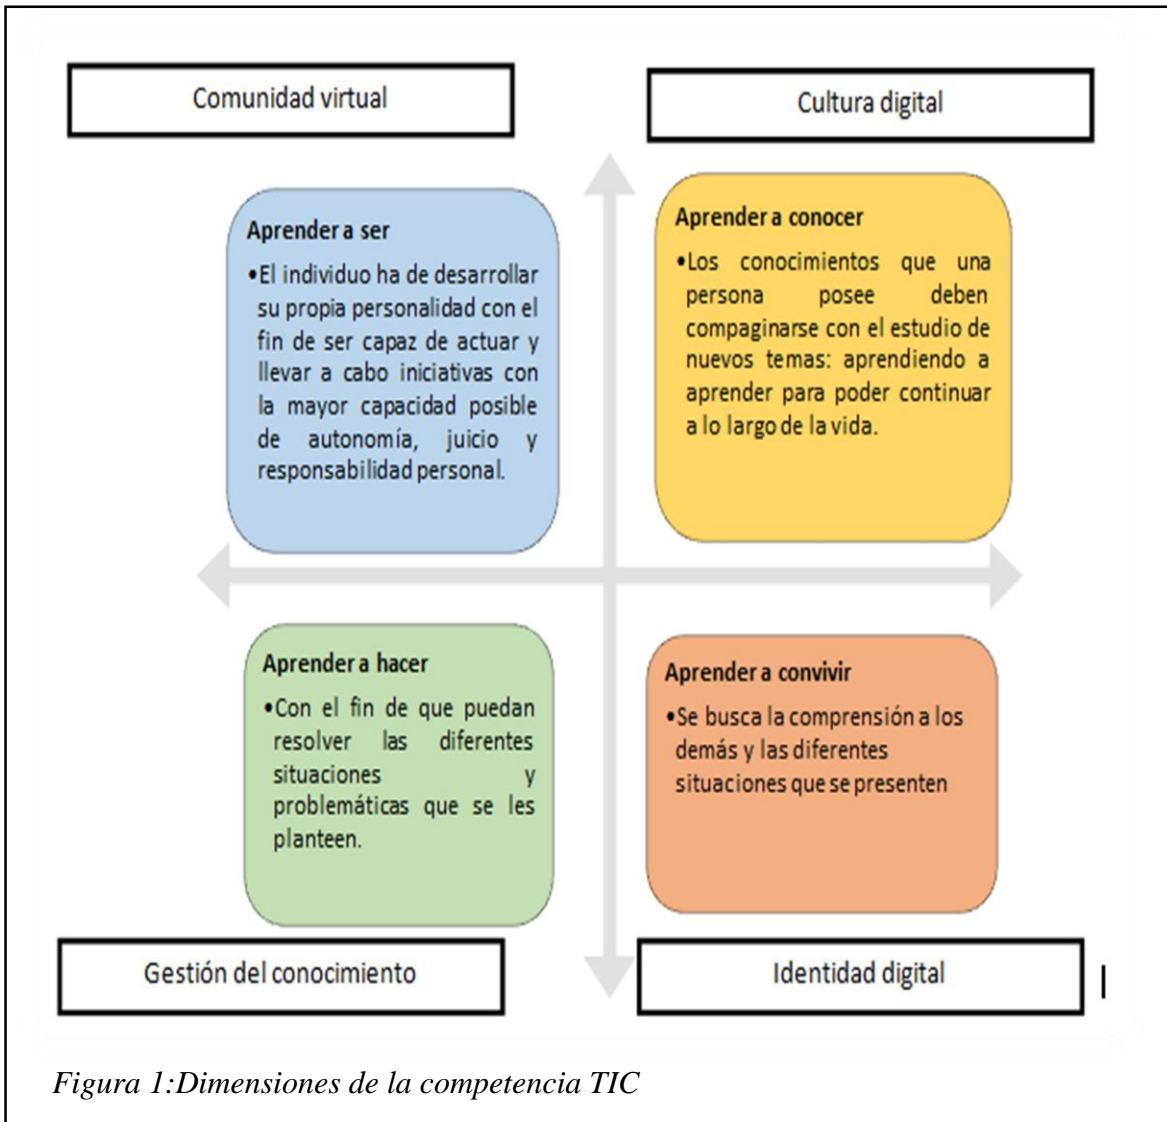 Comunidad virtual
Cultura digital
Aprender a ser
•El individuo ha de desarrollar
su propia personalidad con el
fin de ser capaz de actuar y
llevar a cabo iniciativas con
la mayor capacidad posible
de autonomía, juicio y
responsabilidad personal.
Aprender a conocer
•Los conocimientos que una
persona posee deben
compaginarse con el estudio de
nuevos temas: aprendiendo a
aprender para poder continuar
a lo largo de la vida.
Aprender a hacer
•Con el fin de que puedan
resolver las diferentes
situaciones y
problemáticas que se les
planteen.
Aprender a convivir
•Se busca la comprensión a los
demás y las diferentes
situaciones que se presenten
Gestión del conocimiento
Identidad digital
Figura 1:Dimensiones de la competencia TIC